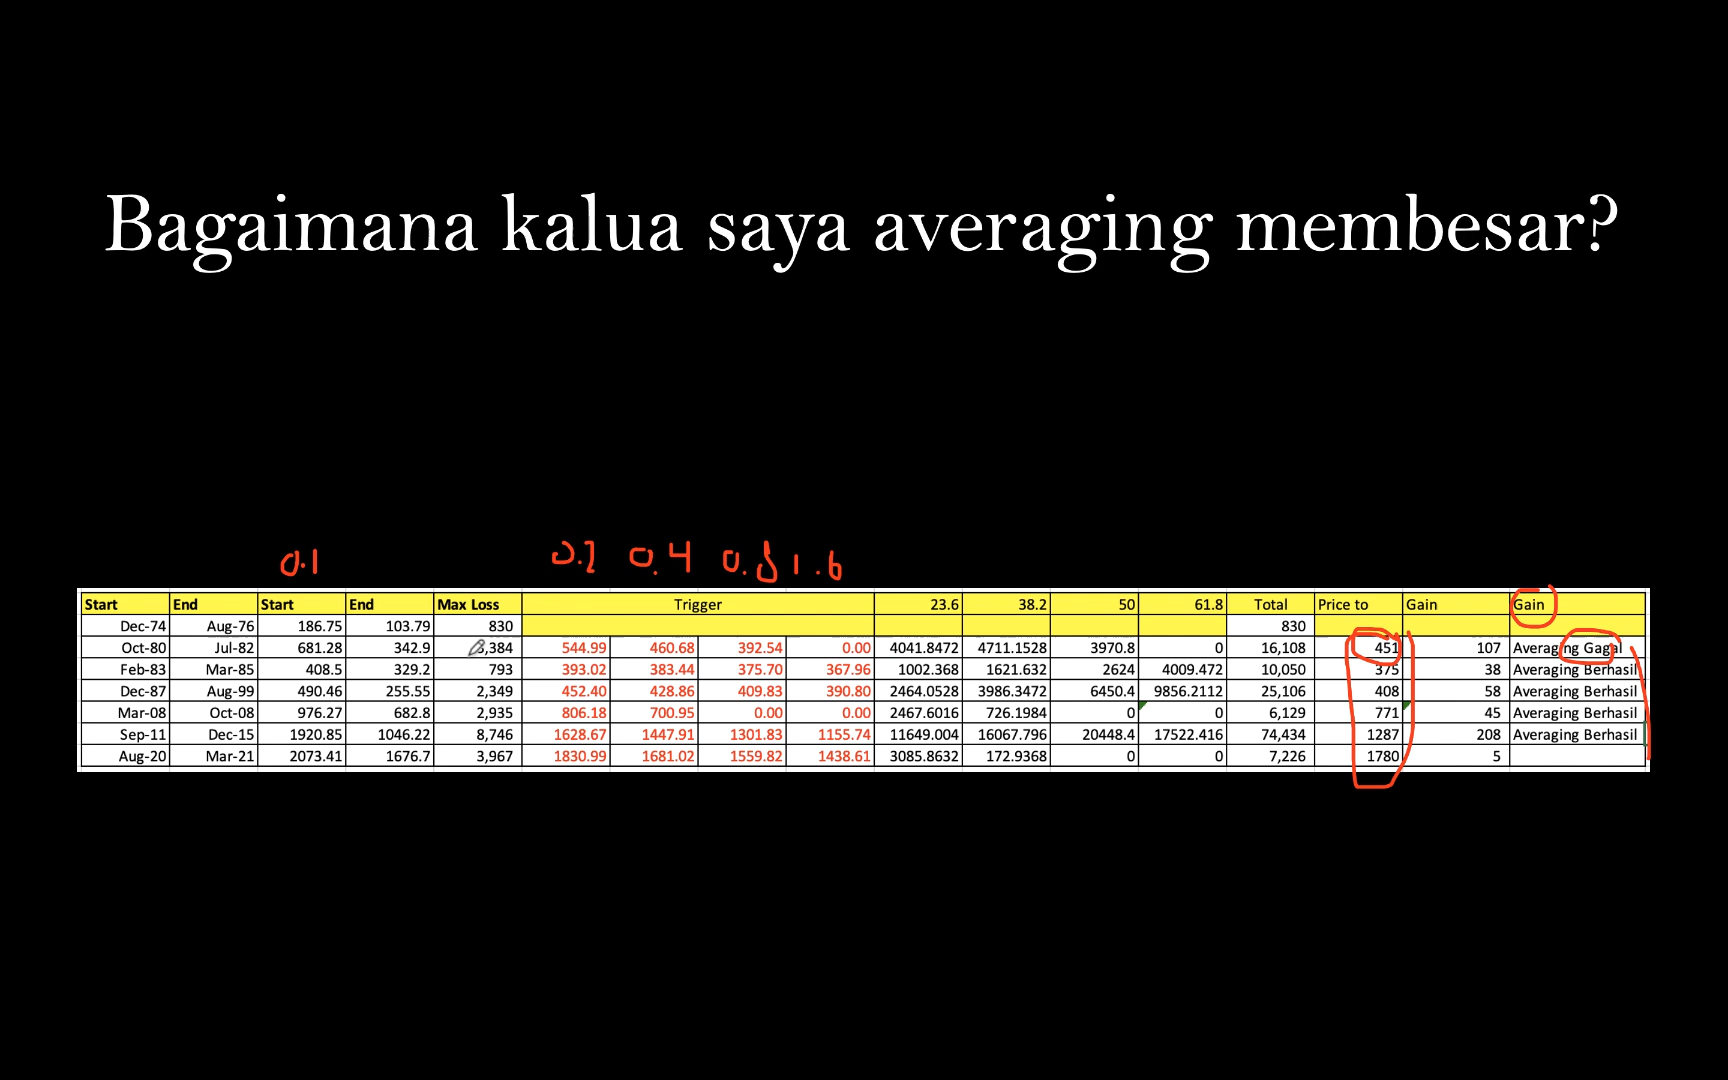 Bagaimana kalua saya averaging membesar?
0.1 0.2 0.4 0.8 1.6
Start End Start End Max Loss Trigger 23.6 38.2 50 61.8 Total Price to Gain Gain
Dec-74 Aug-76 186.75 103.79 830 830
Oct-80 Jul-82 681.28 342.9 ,384 544.99 460.68 392.54 0.00 4041.8472 4711.1528 3970.8 0 16,108 451 107 Averaging Gagal
Feb-83 Mar-85 408.5 329.2 793 393.02 383.44 375.70 367.96 1002.368 1621.632 2624 4009.472 10,050 375 38 Averaging Berhasil
Dec-87 Aug-99 490.46 255.55 2,349 452.40 428.86 409.83 390.80 2464.0528 3986.3472 6450.4 9856.2112 25,106 408 58 Averaging Berhasil
Mar-08 Oct-08 976.27 682.8 2,935 806.18 700.95 0.00 0.00 2467.6016 726.1984 0 0 6,129 771 45 Averaging Berhasil
Sep-11 Dec-15 1920.85 1046.22 8,746 1628.67 1447.91 1301.83 1155.74 11649.004 16067.796 20448.4 17522.416 74,434 1287 208 Averaging Berhasil
Aug-20 Mar-21 2073.41 1676.7 3,967 1830.99 1681.02 1559.82 1438.61 3085.8632 172.9368 0 0 7,226 1780 5